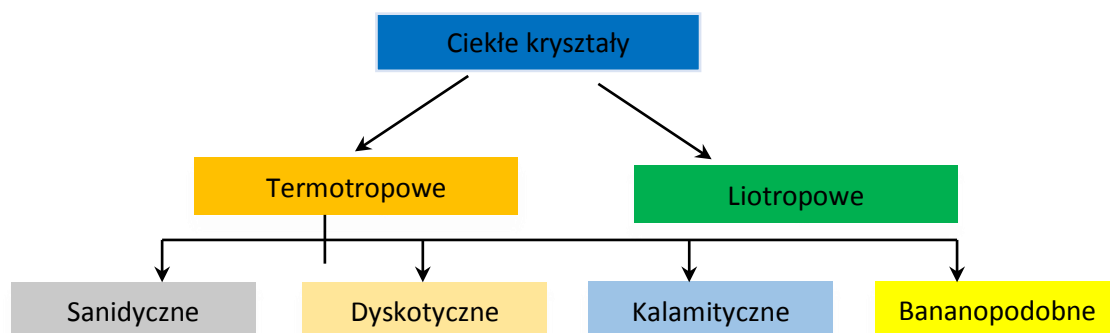 Ciekłe kryształy
Termotropowe
Liotropowe
Sanidyczne
Dyskotyczne
Kalamityczne
Bananopodobne